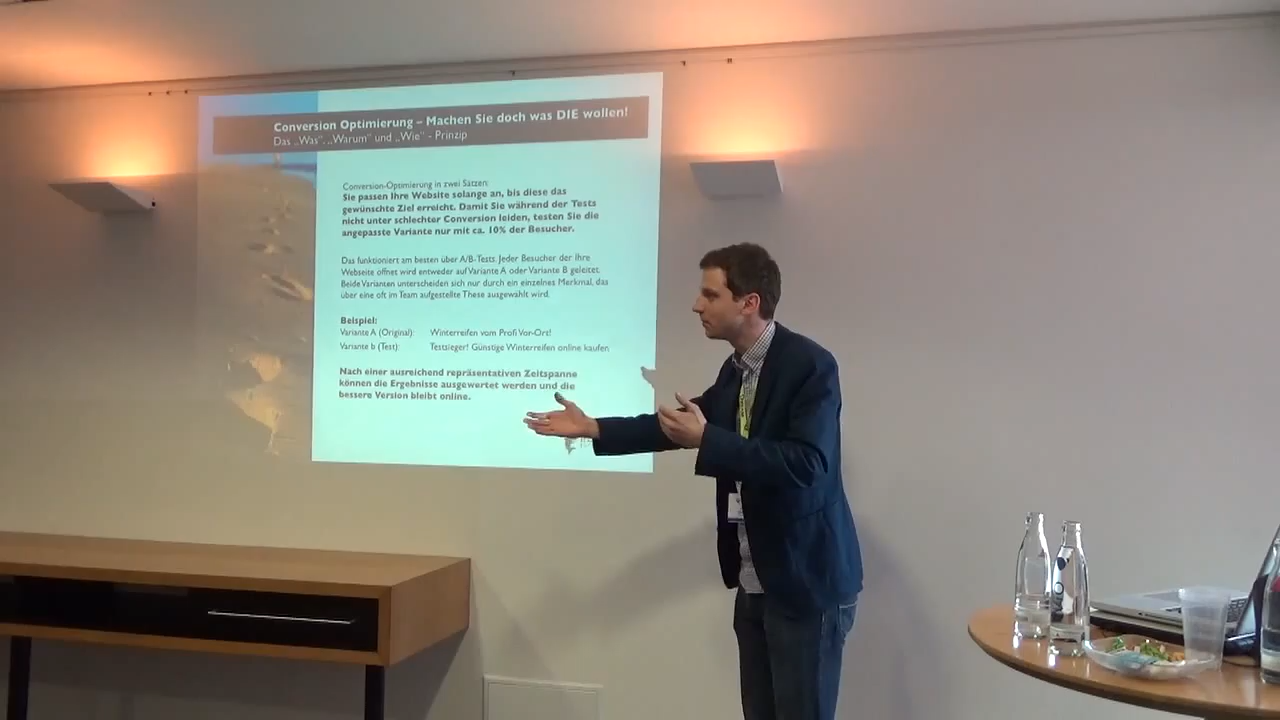 Conversion Optimierung – Machen Sie doch was DIE wollen!
Das „Was“, „Warum“ und „Wie“ - Prinzip
Conversion-Optimierung in zwei Sätzen:
Sie passen Ihre Website solange an, bis diese das
gewünschte Ziel erreicht. Damit Sie während der Tests
nicht unter schlechter Conversion leiden, testen Sie die
angepasste Variante nur mit ca. 10% der Besucher.
Das funktioniert am besten über A/B-Tests. Jeder Besucher der Ihre
Webseite öffnet wird entweder auf Variante A oder Variante B geleitet.
Beide Varianten unterscheiden sich nur durch ein einzelnes Merkmal, das
über eine oft im Team aufgestellte These ausgewählt wird.
Beispiel:
Variante A (Original): Winterreifen vom Profi Vor-Ort!
Variante b (Test): Testsieger! Günstige Winterreifen online kaufen
Nach einer ausreichend repräsentativen Zeitspanne
können die Ergebnisse ausgewertet werden und die
bessere Version bleibt online.